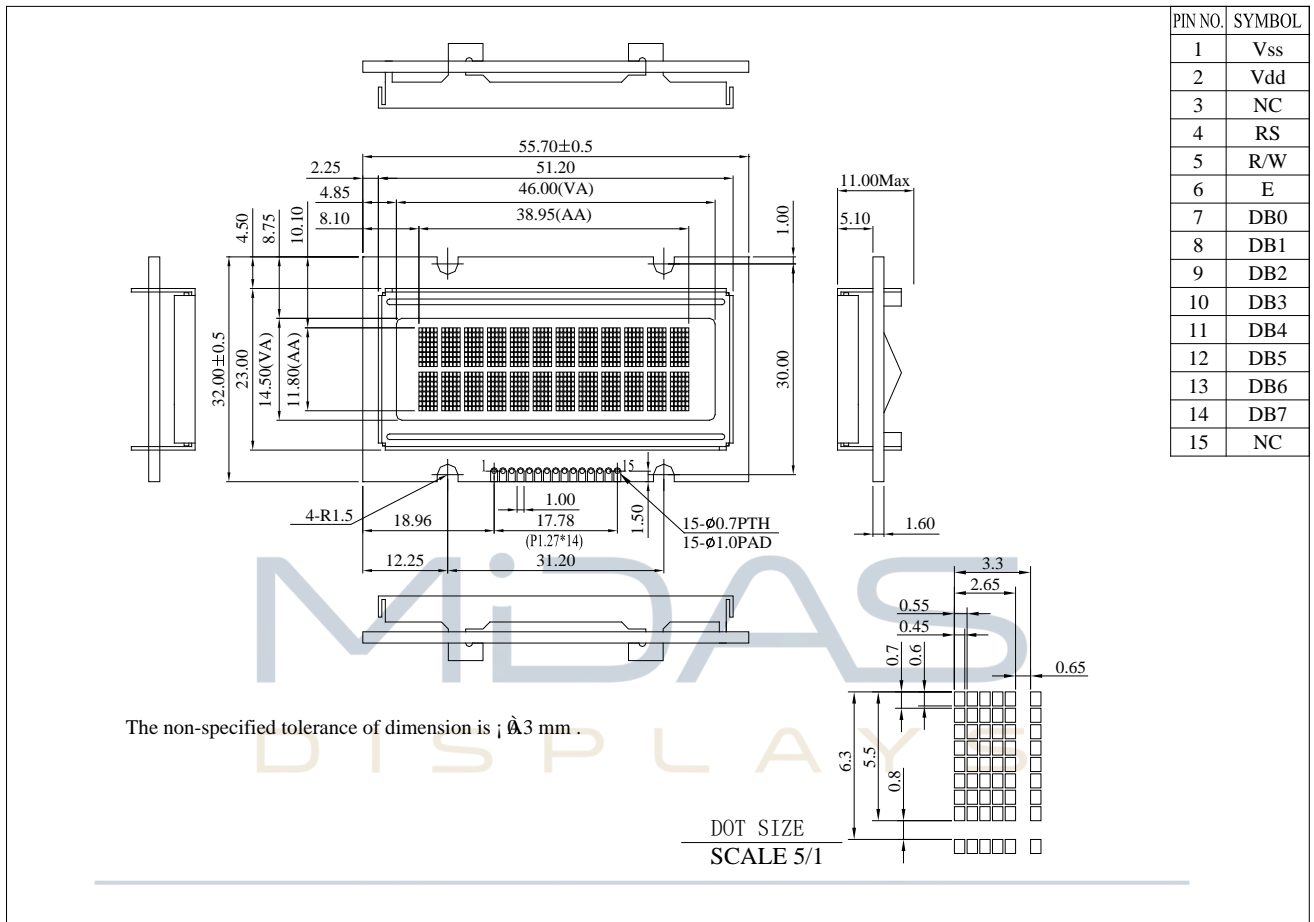 PIN NO. SYMBOL
1 Vss
2 Vdd
3 NC
4 RS
5 R/W
6 E
7 DB0
8 DB1
9 DB2
10 DB3
11 DB4
12 DB5
13 DB6
14 DB7
15 NC
55.70±0.5
2.25 51.20
4.85 46.00(VA)
8.10 38.95(AA)
4.50
8.75
10.10
1.00
11.00Max
5.10
32.00±0.5
23.00
14.50(VA)
11.80(AA)
30.00
1 15
4-R1.5
18.96
1.00
17.78
(P1.27*14)
1.50
15-ø0.7PTH
15-ø1.0PAD
1.60
12.25 31.20
MiDAS
DISPLAYS
The non-specified tolerance of dimension is ¡À0.3 mm .
3.3
2.65
0.55
0.45
0.7
0.6
0.65
6.3
5.5
0.8
DOT SIZE
SCALE 5/1